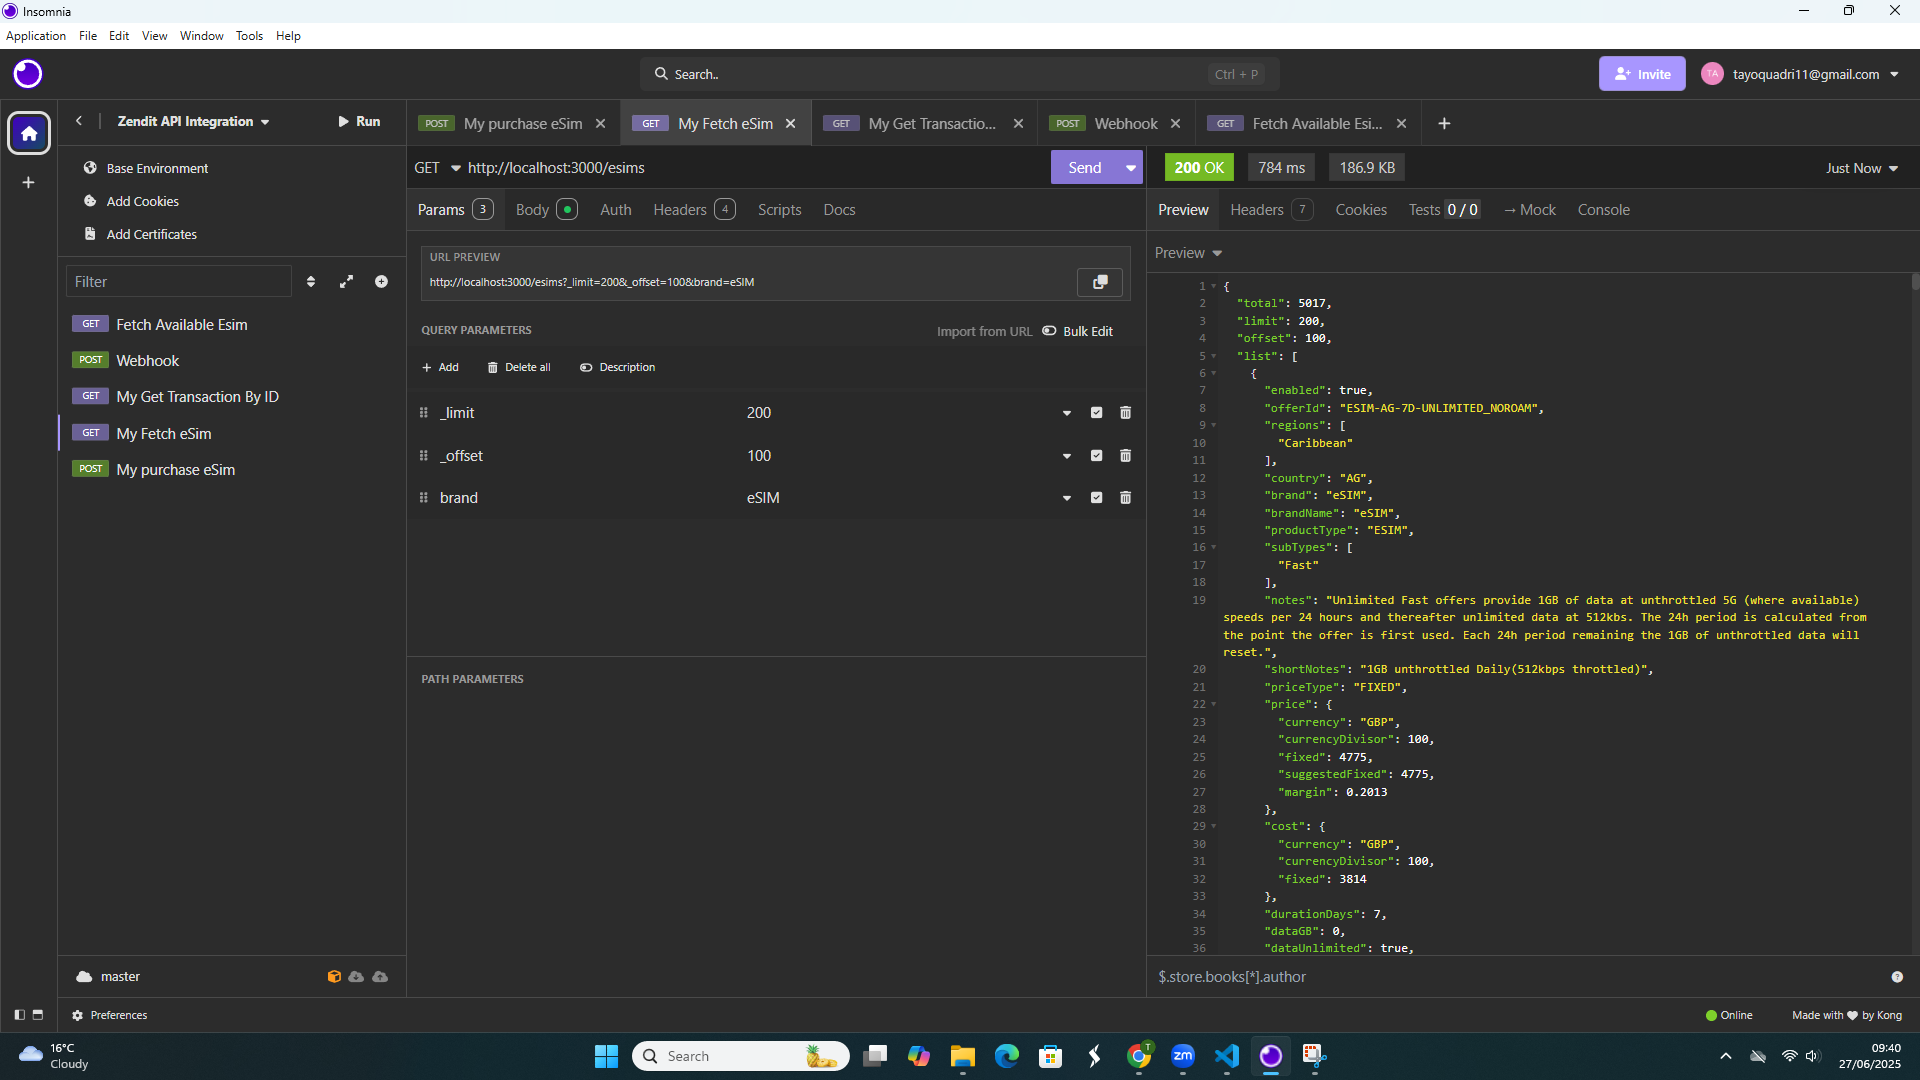 Insomnia
Application File Edit View Window Tools Help
Search.. Ctrl + P
Invite
TA tayoquadri11@gmail.com
Zendit API Integration Run
POST My purchase eSim
GET My Fetch eSim
GET My Get Transactio...
POST Webhook
GET Fetch Available Esi...
Base Environment
Add Cookies
Add Certificates
Filter
GET Fetch Available Esim
POST Webhook
GET My Get Transaction By ID
GET My Fetch eSim
POST My purchase eSim
master
Preferences
GET http://localhost:3000/esims Send
Params 3 Body Auth Headers 4 Scripts Docs
URL PREVIEW
http://localhost:3000/esims?_limit=200&_offset=100&brand=eSIM
QUERY PARAMETERS Import from URL Bulk Edit
Add Delete all Description
_limit 200
_offset 100
brand eSIM
PATH PARAMETERS
200 OK 784 ms 186.9 KB Just Now
Preview Headers 7 Cookies Tests 0 / 0 → Mock Console
Preview
1 {
2 "total": 5017,
3 "limit": 200,
4 "offset": 100,
5 "list": [
6 {
7 "enabled": true,
8 "offerId": "ESIM-AG-7D-UNLIMITED_NOROAM",
9 "regions": [
10 "Caribbean"
11 ],
12 "country": "AG",
13 "brand": "eSIM",
14 "brandName": "eSIM",
15 "productType": "ESIM",
16 "subTypes": [
17 "Fast"
18 ],
19 "notes": "Unlimited Fast offers provide 1GB of data at unthrottled 5G (where available)
speeds per 24 hours and thereafter unlimited data at 512kbs. The 24h period is calculated from
the point the offer is first used. Each 24h period remaining the 1GB of unthrottled data will
reset.",
20 "shortNotes": "1GB unthrottled Daily(512kbps throttled)",
21 "priceType": "FIXED",
22 "price": {
23 "currency": "GBP",
24 "currencyDivisor": 100,
25 "fixed": 4775,
26 "suggestedFixed": 4775,
27 "margin": 0.2013
28 },
29 "cost": {
30 "currency": "GBP",
31 "currencyDivisor": 100,
32 "fixed": 3814
33 },
34 "durationDays": 7,
35 "dataGB": 0,
36 "dataUnlimited": true,
$.store.books[*].author
Online Made with ❤ by Kong
16°C
Cloudy
Search
T
zm
09:40
27/06/2025